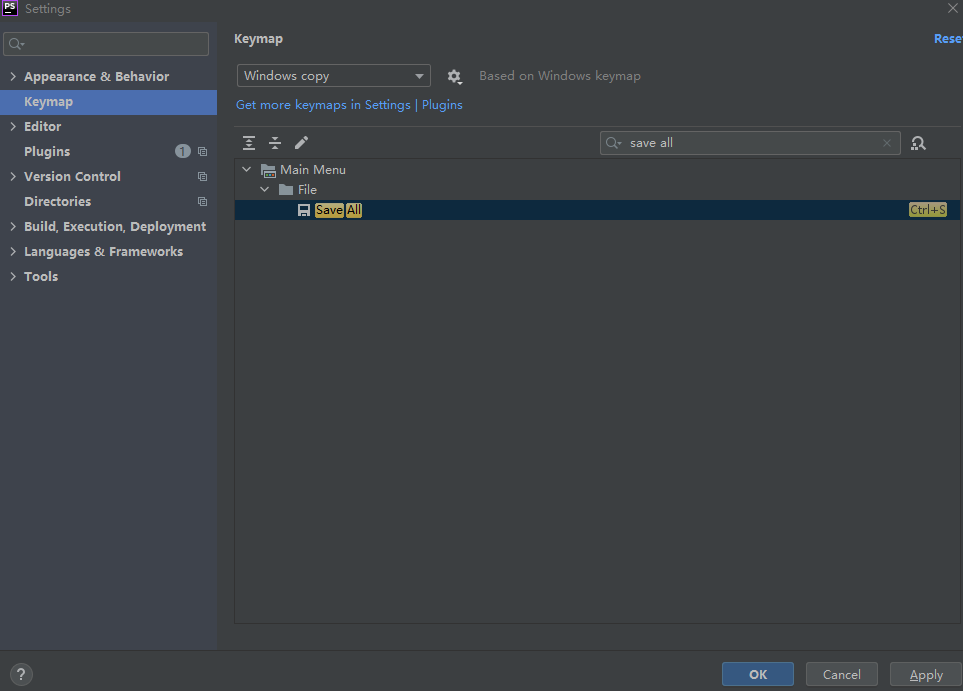 PS
Settings
Keymap
Reset
Appearance & Behavior
Keymap
Editor
Plugins
1
Version Control
Directories
Build, Execution, Deployment
Languages & Frameworks
Tools
Windows copy
Based on Windows keymap
Get more keymaps in Settings | Plugins
save all
Main Menu
File
Save All
Ctrl+S
?
OK
Cancel
Apply